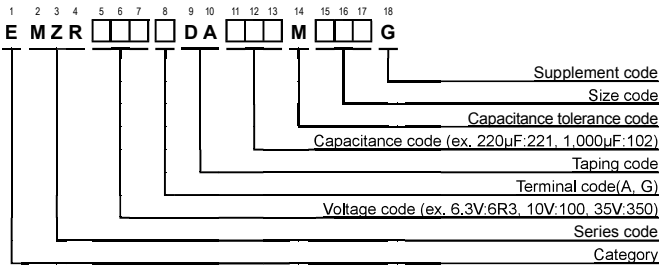 1 2 3 4 5 6 7 8 9 10 11 12 13 14 15 16 17 18
E M Z R D A M G
Supplement code
Size code
Capacitance tolerance code
Capacitance code (ex. 220µF:221, 1,000µF:102)
Taping code
Terminal code(A, G)
Voltage code (ex. 6.3V:6R3, 10V:100, 35V:350)
Series code
Category